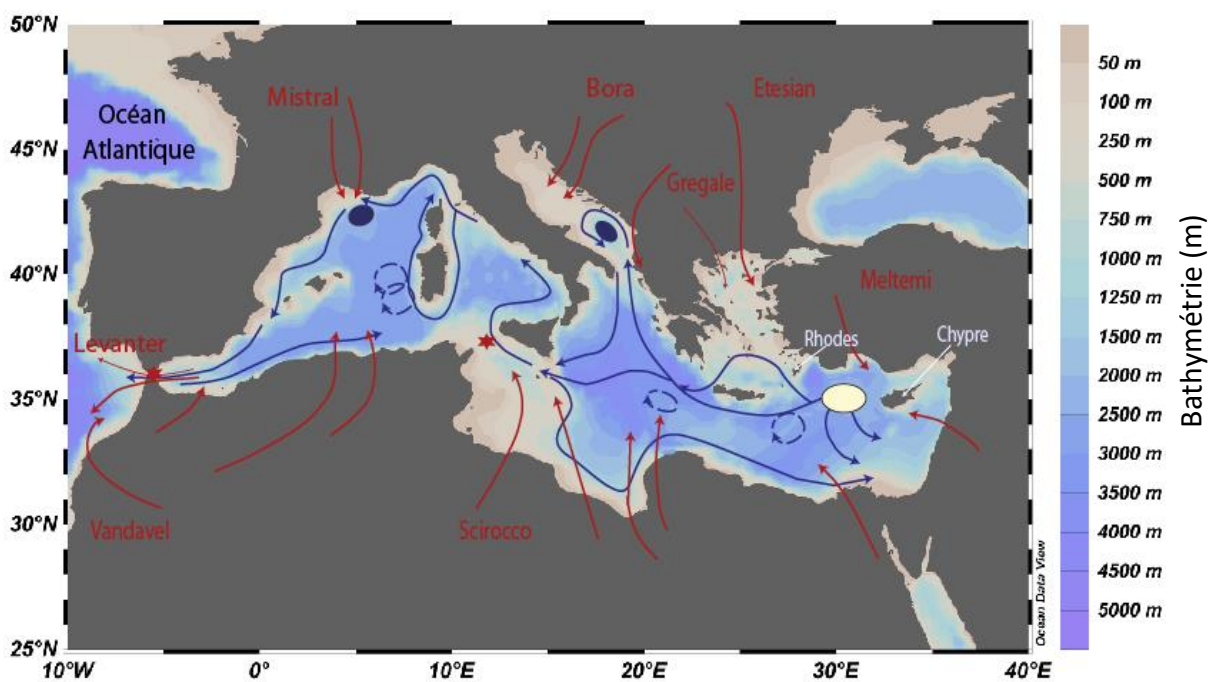 50°N
45°N
40°N
35°N
30°N
25°N
10°W
0°
10°E
20°E
30°E
40°E
Océan
Atlantique
Mistral
Bora
Etesian
Gregale
Meltemi
Rhodes
Chypre
Levanter
Vandavel
Scirocco
Ocean Data View
50 m
100 m
250 m
500 m
750 m
1000 m
1250 m
1500 m
2000 m
2500 m
3000 m
3500 m
4000 m
4500 m
5000 m
Bathymétrie (m)